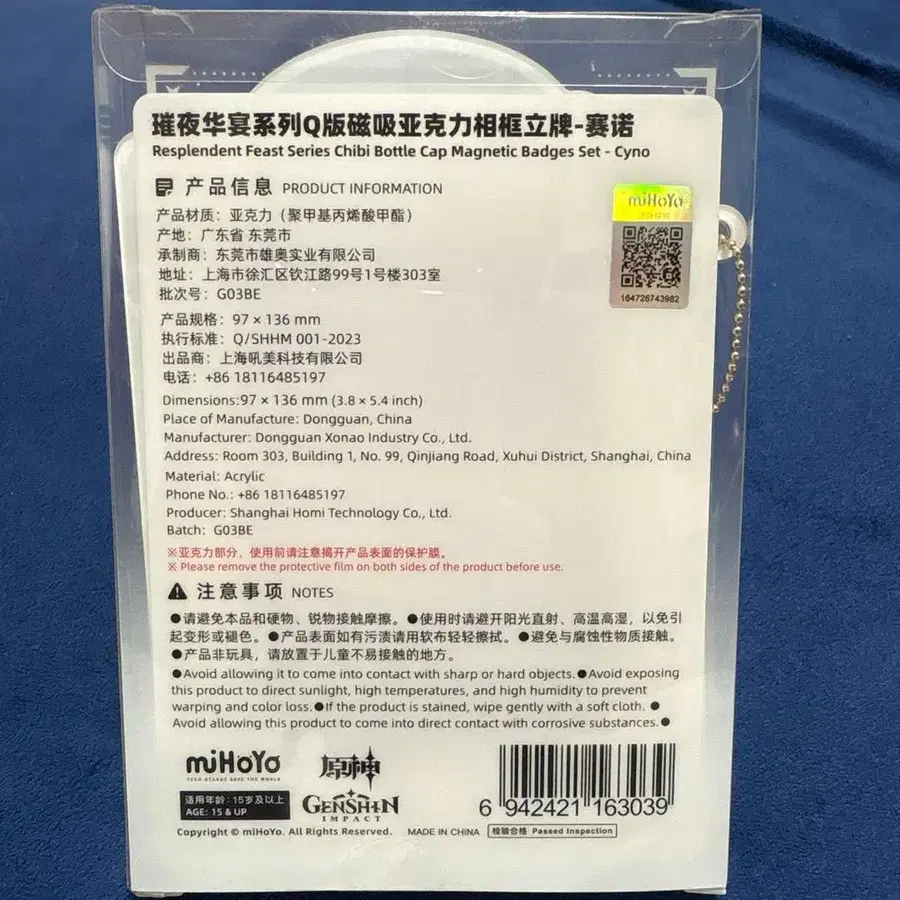 璀夜华宴系列Q版磁吸亚克力相框立牌-赛诺
Resplendent Feast Series Chibi Bottle Cap Magnetic Badges Set - Cyno
产品信息 PRODUCT INFORMATION
产品材质：亚克力（聚甲基丙烯酸甲酯）
产地：广东省 东莞市
承制商：东莞市雄奥实业有限公司
地址：上海市徐汇区钦江路99号1号楼303室
批次号：G03BE
miHoYo
164726743982
产品规格：97 × 136 mm
执行标准：Q/SHHM 001-2023
出品商：上海吼美科技有限公司
电话：+86 18116485197
Dimensions:97 × 136 mm (3.8 × 5.4 inch)
Place of Manufacture: Dongguan, China
Manufacturer: Dongguan Xonao Industry Co., Ltd.
Address: Room 303, Building 1, No. 99, Qinjiang Road, Xuhui District, Shanghai, China
Material: Acrylic
Phone No.: +86 18116485197
Producer: Shanghai Homi Technology Co., Ltd.
Batch: G03BE
※亚克力部分，使用前请注意揭开产品表面的保护膜。
※ Please remove the protective film on both sides of the product before use.
注意事项 NOTES
●请避免本品和硬物、锐物接触摩擦。●使用时请避开阳光直射、高温高湿，以免引
起变形或褪色。●产品表面如有污渍请用软布轻轻擦拭。●避免与腐蚀性物质接触。
●产品非玩具，请放置于儿童不易接触的地方。
●Avoid allowing it to come into contact with sharp or hard objects.●Avoid exposing
this product to direct sunlight, high temperatures, and high humidity to prevent
warping and color loss.●If the product is stained, wipe gently with a soft cloth. ●
Avoid allowing this product to come into direct contact with corrosive substances.●
miHoYo
TECH OTAKUS SAVE THE WORLD
原神
GENSHIN
IMPACT
适用年龄：15岁及以上
AGE: 15 & UP
6 942421 163039
Copyright © miHoYo. All Rights Reserved.
MADE IN CHINA
检验合格 Passed Inspection